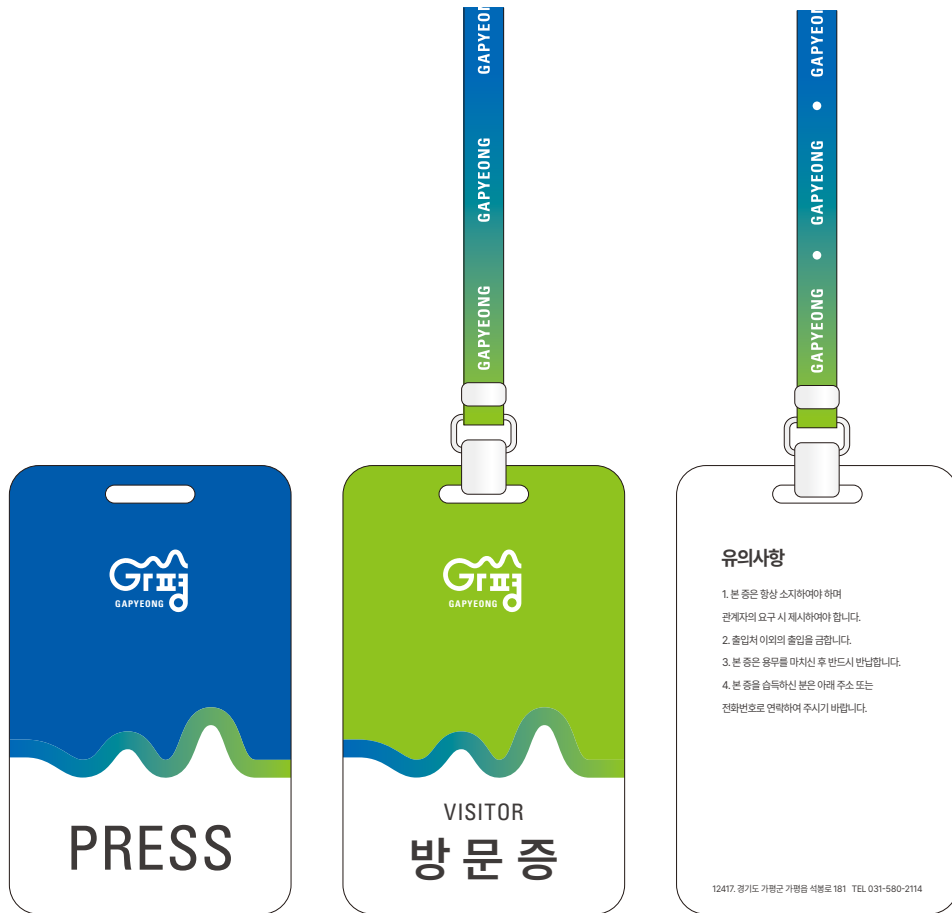 GAPYEONG
GAPYEONG
GAPYEONG
GAPYEONG
GAPYEONG
GAPYEONG
가평
GAPYEONG
PRESS
가평
GAPYEONG
VISITOR
방문증
유의사항
1. 본 증은 항상 소지하여야 하며
관계자의 요구 시 제시하여야 합니다.
2. 출입처 이외의 출입을 금합니다.
3. 본 증은 용무를 마치신 후 반드시 반납합니다.
4. 본 증을 습득하신 분은 아래 주소 또는
전화번호로 연락하여 주시기 바랍니다.
12417. 경기도 가평군 가평읍 석봉로 181 TEL 031-580-2114